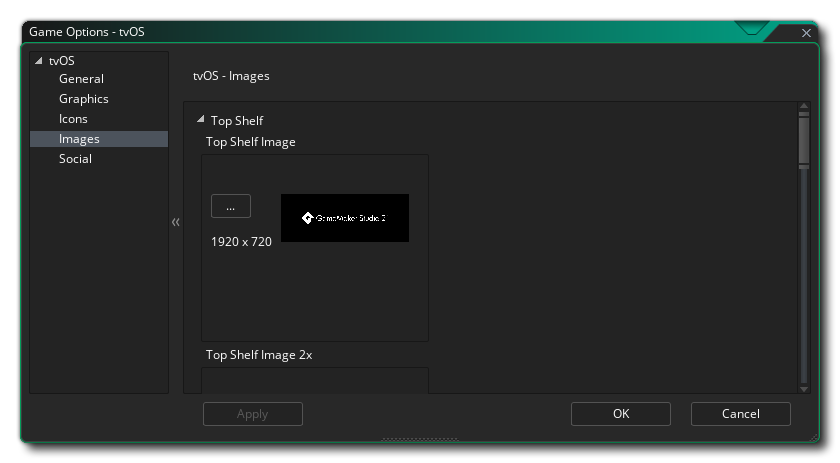 Game Options - tvOS
tvOS
General
Graphics
Icons
Images
Social
tvOS - Images
Top Shelf
Top Shelf Image
...
GameMaker Studio 2
1920 x 720
Top Shelf Image 2x
Apply
OK
Cancel